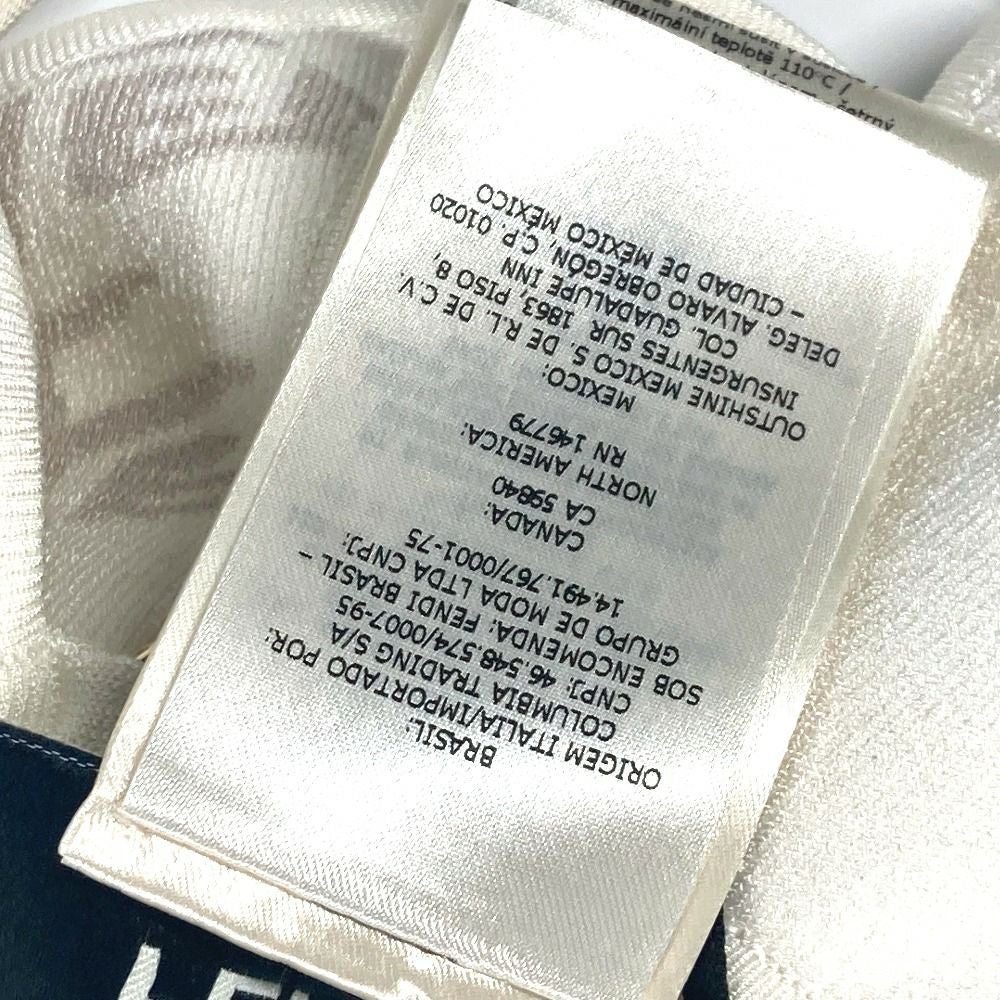 BRASIL:
ORIGEM ITALIA/IMPORTADO POR:
COLUMBIA TRADING S/A
CNPJ: 46.548.574/0007-95
SOB ENCOMENDA: FENDI BRASIL –
GRUPO DE MODA LTDA CNPJ:
14.491.767/0001-75
CANADA:
CA 59840
NORTH AMERICA:
RN 146779
MEXICO:
OUTSHINE MEXICO S. DE R.L. DE C.V.
INSURGENTES SUR 1863, PISO 8,
COL. GUADALUPE INN
DELEG. ALVARO OBREGÓN, C.P. 01020
– CIUDAD DE MÉXICO MÉXICO
maximální teplotě 110°C /
šetrný